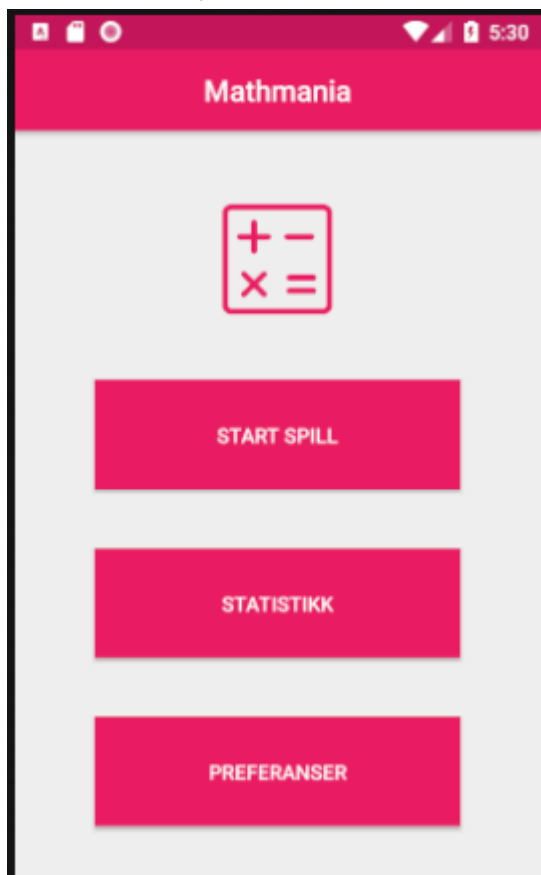 5:30
Mathmania
START SPILL
STATISTIKK
PREFERANSER